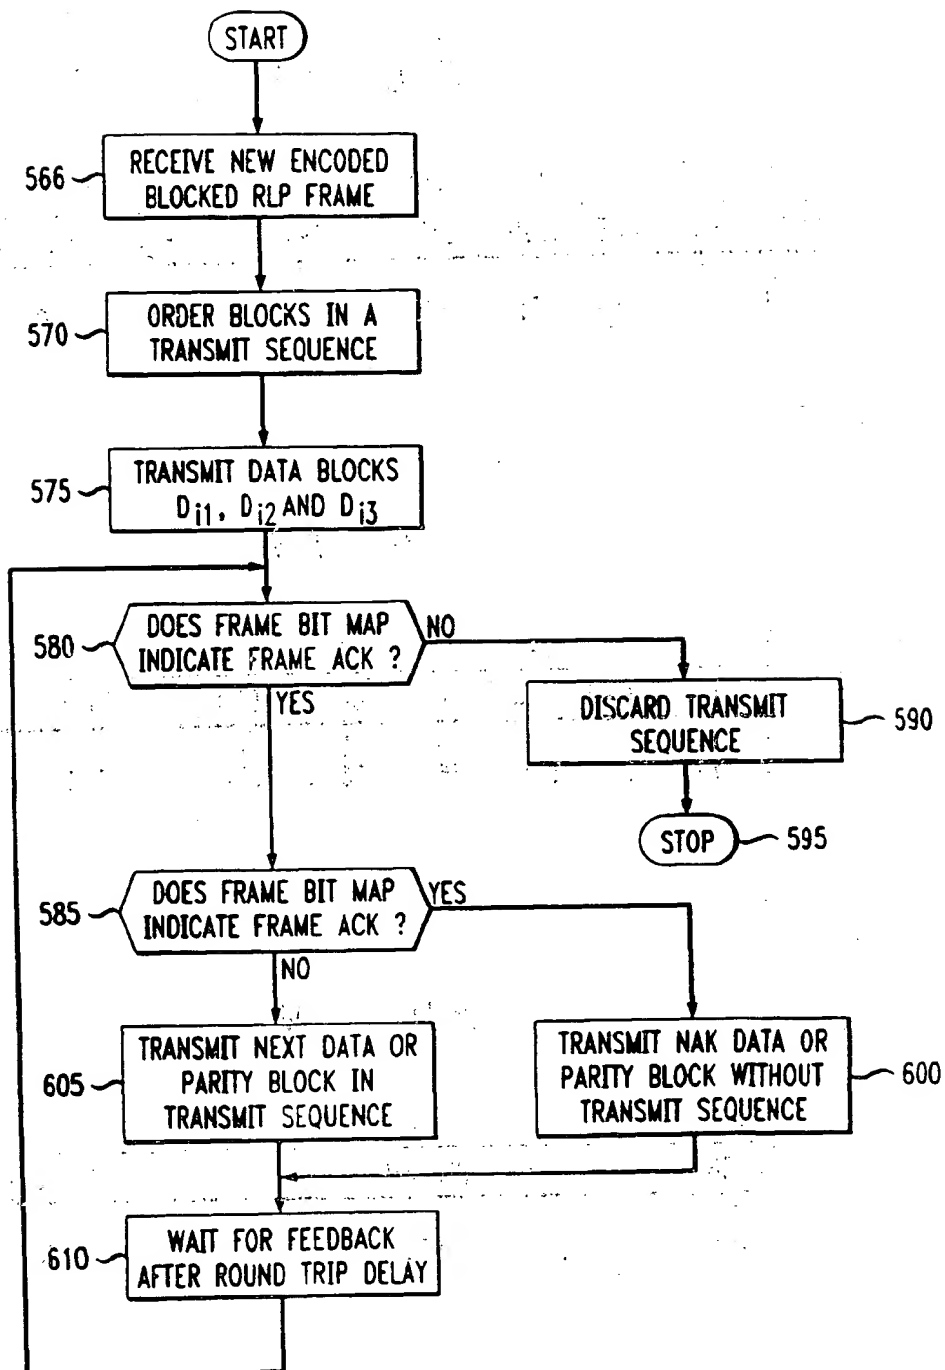 START
566
RECEIVE NEW ENCODED
BLOCKED RLP FRAME
570
ORDER BLOCKS IN A
TRANSMIT SEQUENCE
575
TRANSMIT DATA BLOCKS
Di1, Di2 AND Di3
580
DOES FRAME BIT MAP
INDICATE FRAME ACK ?
NO
YES
DISCARD TRANSMIT
SEQUENCE
590
STOP
595
585
DOES FRAME BIT MAP
INDICATE FRAME ACK ?
YES
NO
605
TRANSMIT NEXT DATA OR
PARITY BLOCK IN
TRANSMIT SEQUENCE
TRANSMIT NAK DATA OR
PARITY BLOCK WITHOUT
TRANSMIT SEQUENCE
600
610
WAIT FOR FEEDBACK
AFTER ROUND TRIP DELAY